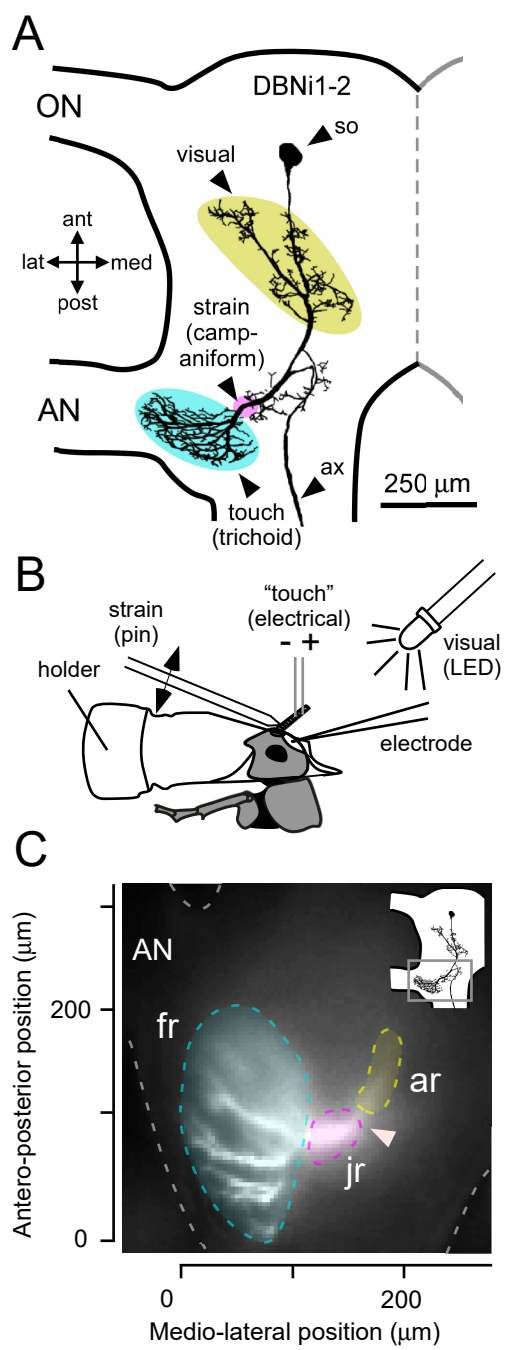 A
DBNi1-2
ON
so
visual
ant
lat
med
post
strain
(camp-
aniform)
AN
ax
250 μm
touch
(trichoid)
B
strain
(pin)
“touch”
(electrical)
- +
visual
(LED)
holder
electrode
C
Antero-posterior position (μm)
AN
200
fr
ar
jr
0
0
200
Medio-lateral position (μm)